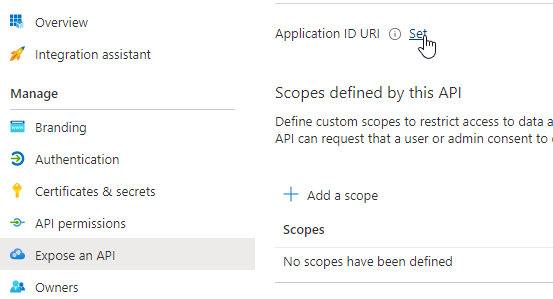 Overview
Integration assistant
Manage
Branding
Authentication
Certificates & secrets
API permissions
Expose an API
Owners
Application ID URI Set
Scopes defined by this API
Define custom scopes to restrict access to data a
API can request that a user or admin consent to
Add a scope
Scopes
No scopes have been defined